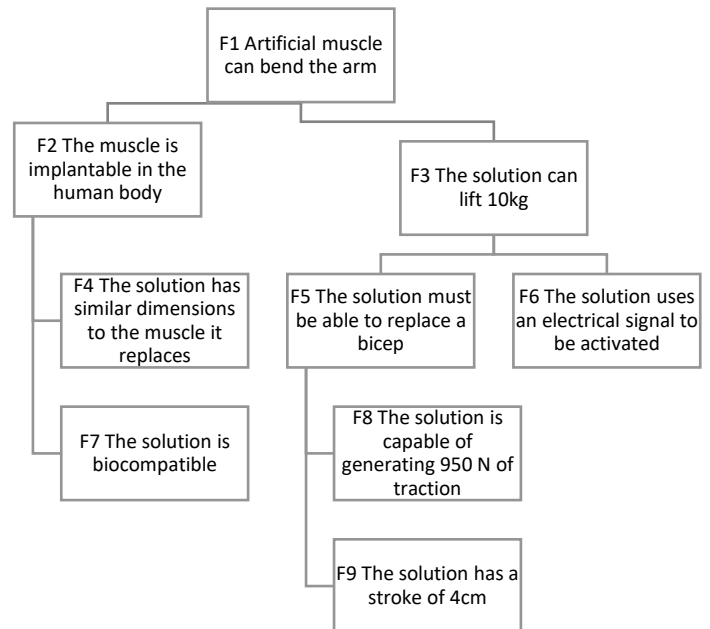 F1 Artificial muscle
can bend the arm
F2 The muscle is
implantable in the
human body
F3 The solution can
lift 10kg
F4 The solution has
similar dimensions
to the muscle it
replaces
F5 The solution must
be able to replace a
bicep
F6 The solution uses
an electrical signal to
be activated
F7 The solution is
biocompatible
F8 The solution is
capable of
generating 950 N of
traction
F9 The solution has a
stroke of 4cm